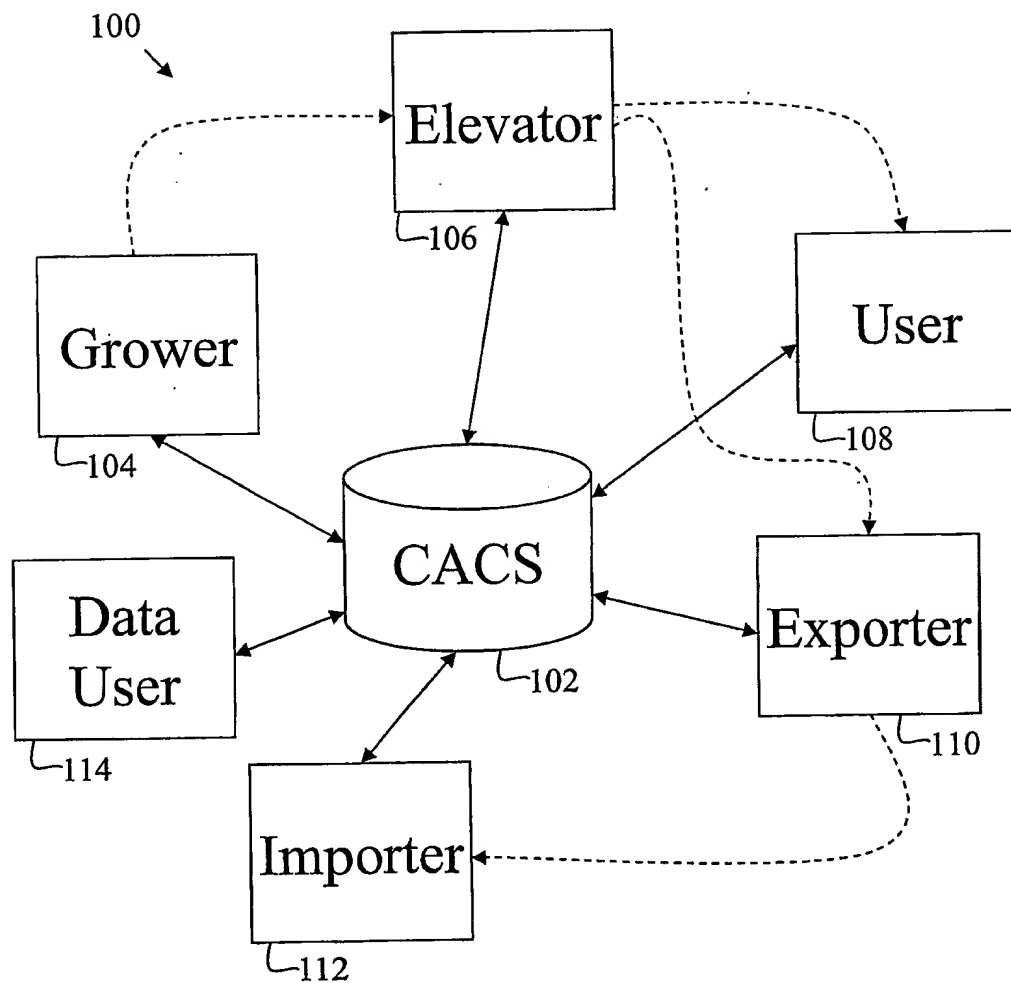 100
Elevator
106
Grower
104
User
108
CACS
102
Data
User
114
Exporter
110
Importer
112